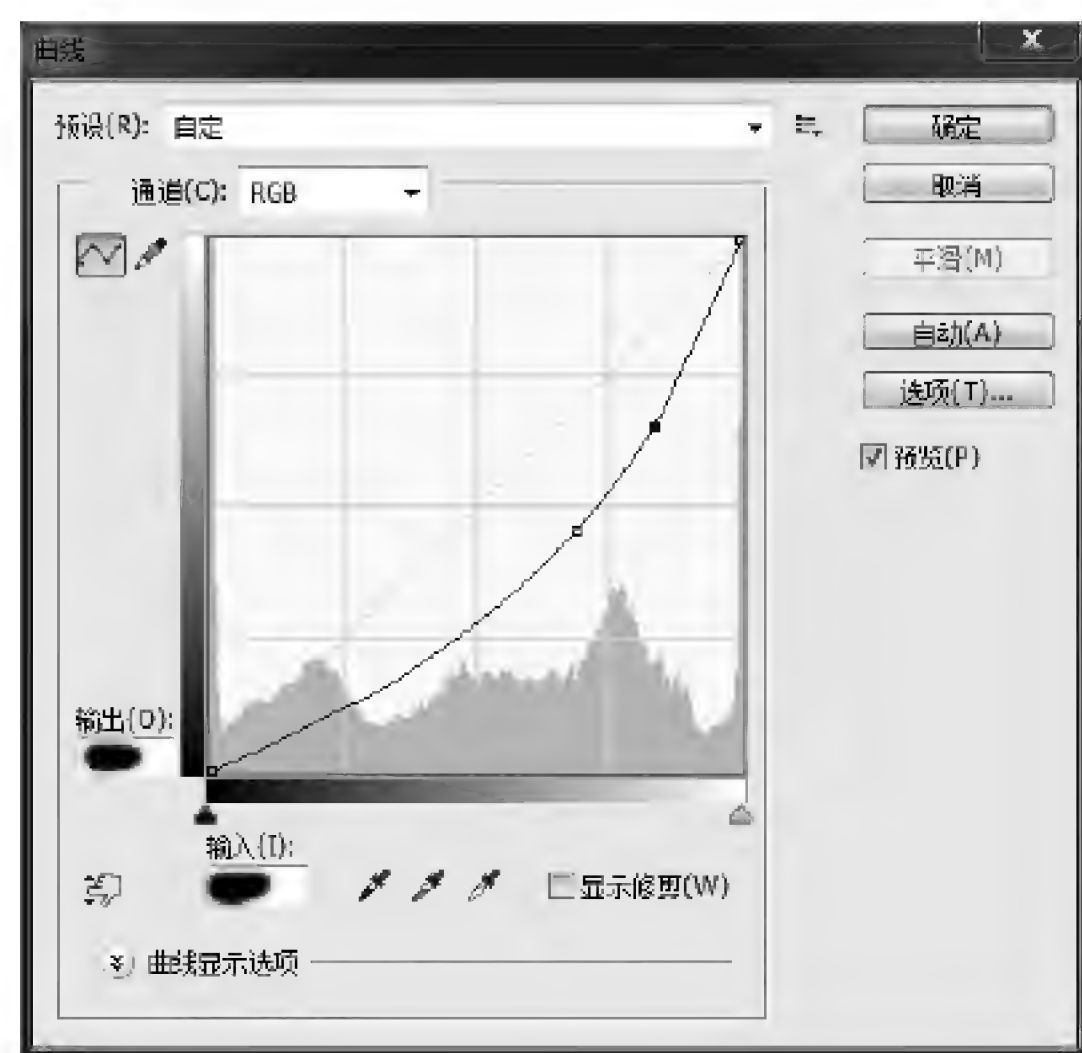 曲线
预设(R): 自定
确定
取消
平滑(M)
自动(A)
选项(T)...
预览(P)
通道(C): RGB
输出(O):
输入(I):
显示修剪(W)
曲线显示选项